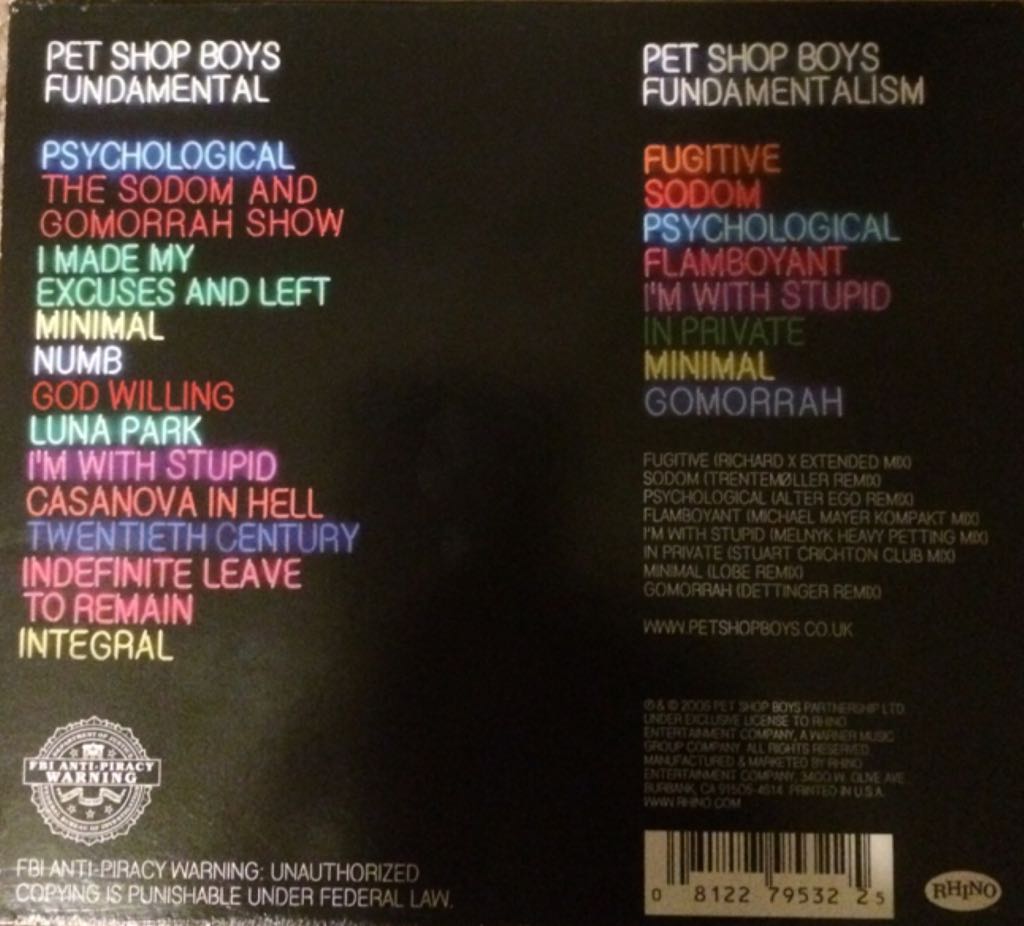 PET SHOP BOYS
FUNDAMENTAL
PSYCHOLOGICAL
THE SODOM AND
GOMORRAH SHOW
I MADE MY
EXCUSES AND LEFT
MINIMAL
NUMB
GOD WILLING
LUNA PARK
I'M WITH STUPID
CASANOVA IN HELL
TWENTIETH CENTURY
INDEFINITE LEAVE
TO REMAIN
INTEGRAL
FBI ANTI-PIRACY
WARNING
FBI ANTI-PIRACY WARNING: UNAUTHORIZED
COPYING IS PUNISHABLE UNDER FEDERAL LAW.
PET SHOP BOYS
FUNDAMENTALISM
FUGITIVE
SODOM
PSYCHOLOGICAL
FLAMBOYANT
I'M WITH STUPID
IN PRIVATE
MINIMAL
GOMORRAH
FUGITIVE (RICHARD X EXTENDED MIX)
SODOM (TRENTEMØLLER REMIX)
PSYCHOLOGICAL (ALTER EGO REMIX)
FLAMBOYANT (MICHAEL MAYER KOMPAKT MIX)
I'M WITH STUPID (MELNYK HEAVY PETTING MIX)
IN PRIVATE (STUART CRICHTON CLUB MIX)
MINIMAL (LOBE REMIX)
GOMORRAH (DETTINGER REMIX)
WWW.PETSHOPBOYS.CO.UK
℗ & © 2006 PET SHOP BOYS PARTNERSHIP LTD.
UNDER EXCLUSIVE LICENSE TO RHINO
ENTERTAINMENT COMPANY, A WARNER MUSIC
GROUP COMPANY. ALL RIGHTS RESERVED.
MANUFACTURED & MARKETED BY RHINO
ENTERTAINMENT COMPANY, 3400 W. OLIVE AVE
BURBANK, CA 91505-4614. PRINTED IN U.S.A.
WWW.RHINO.COM
0 8122 79532 2 5
RHINO